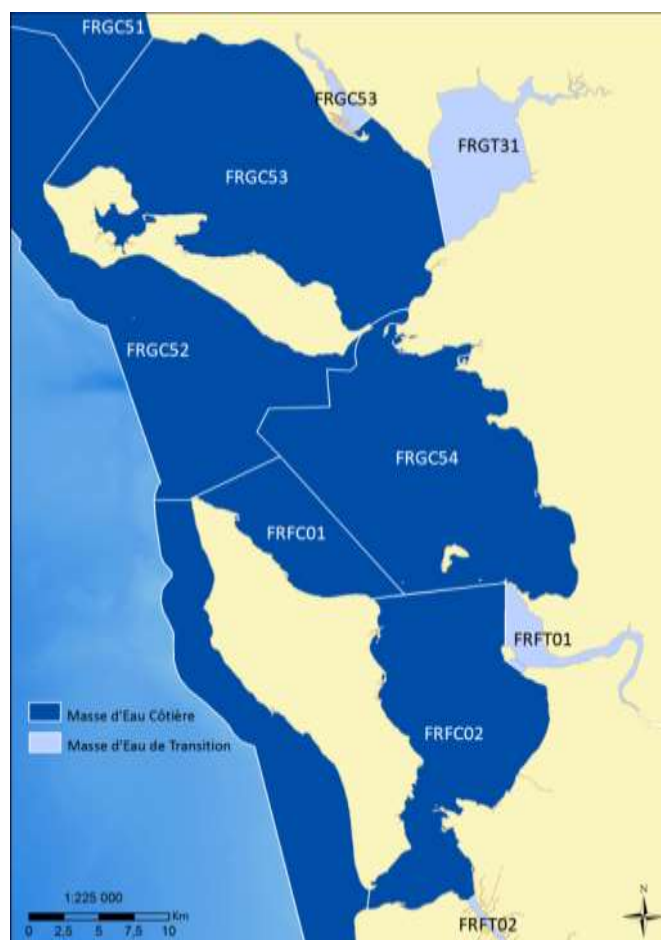 FRGC51
FRGC53
FRGT31
FRGC53
FRGC52
FRGC54
FRFC01
FRFT01
FRFC02
Masse d'Eau Côtière
Masse d'Eau de Transition
1:225 000
0 2,5 5 7,5 10 Km
N
FRFT02